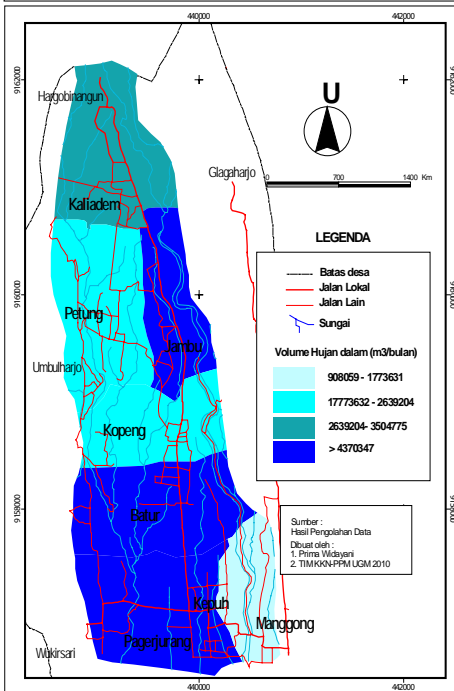 440000 442000
9162000 9162000
Hargobinangun
U
Glagaharjo
0 700 1400 Km
Kaliadem
LEGENDA
Batas desa
Jalan Lokal
Jalan Lain
Sungai
9160000 9160000
Petung
Jambu
Volume Hujan dalam (m3/bulan)
Umbulharjo
908059 - 1773631
17773632 - 2639204
2639204- 3504775
> 4370347
Kopeng
9158000 9158000
Batur
Sumber :
Hasil Pengolahan Data
Dibuat oleh :
1. Prima Widayani
2. TIM KKN-PPM UGM 2010
Kepuh
Manggong
Pagerjurang
Wukirsari
440000 442000